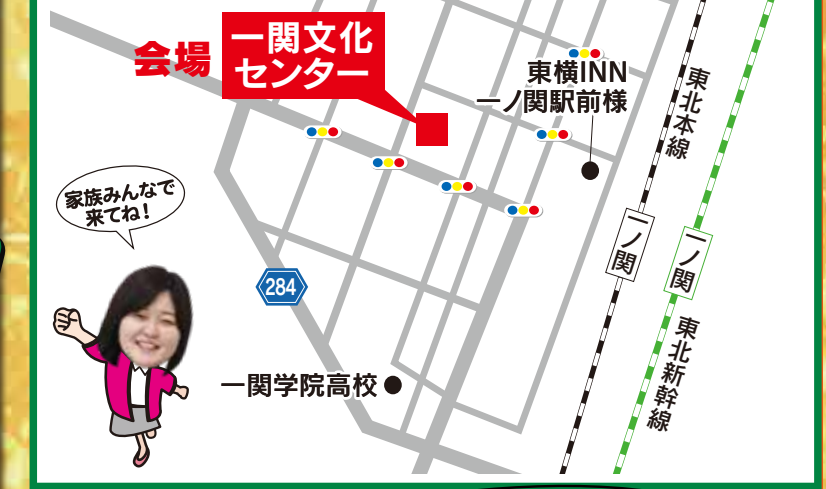 会場
一関文化
センター
東横INN
一ノ関駅前様
東北本線
家族みんなで
来てね!
一ノ関
一ノ関
284
東北新幹線
一関学院高校